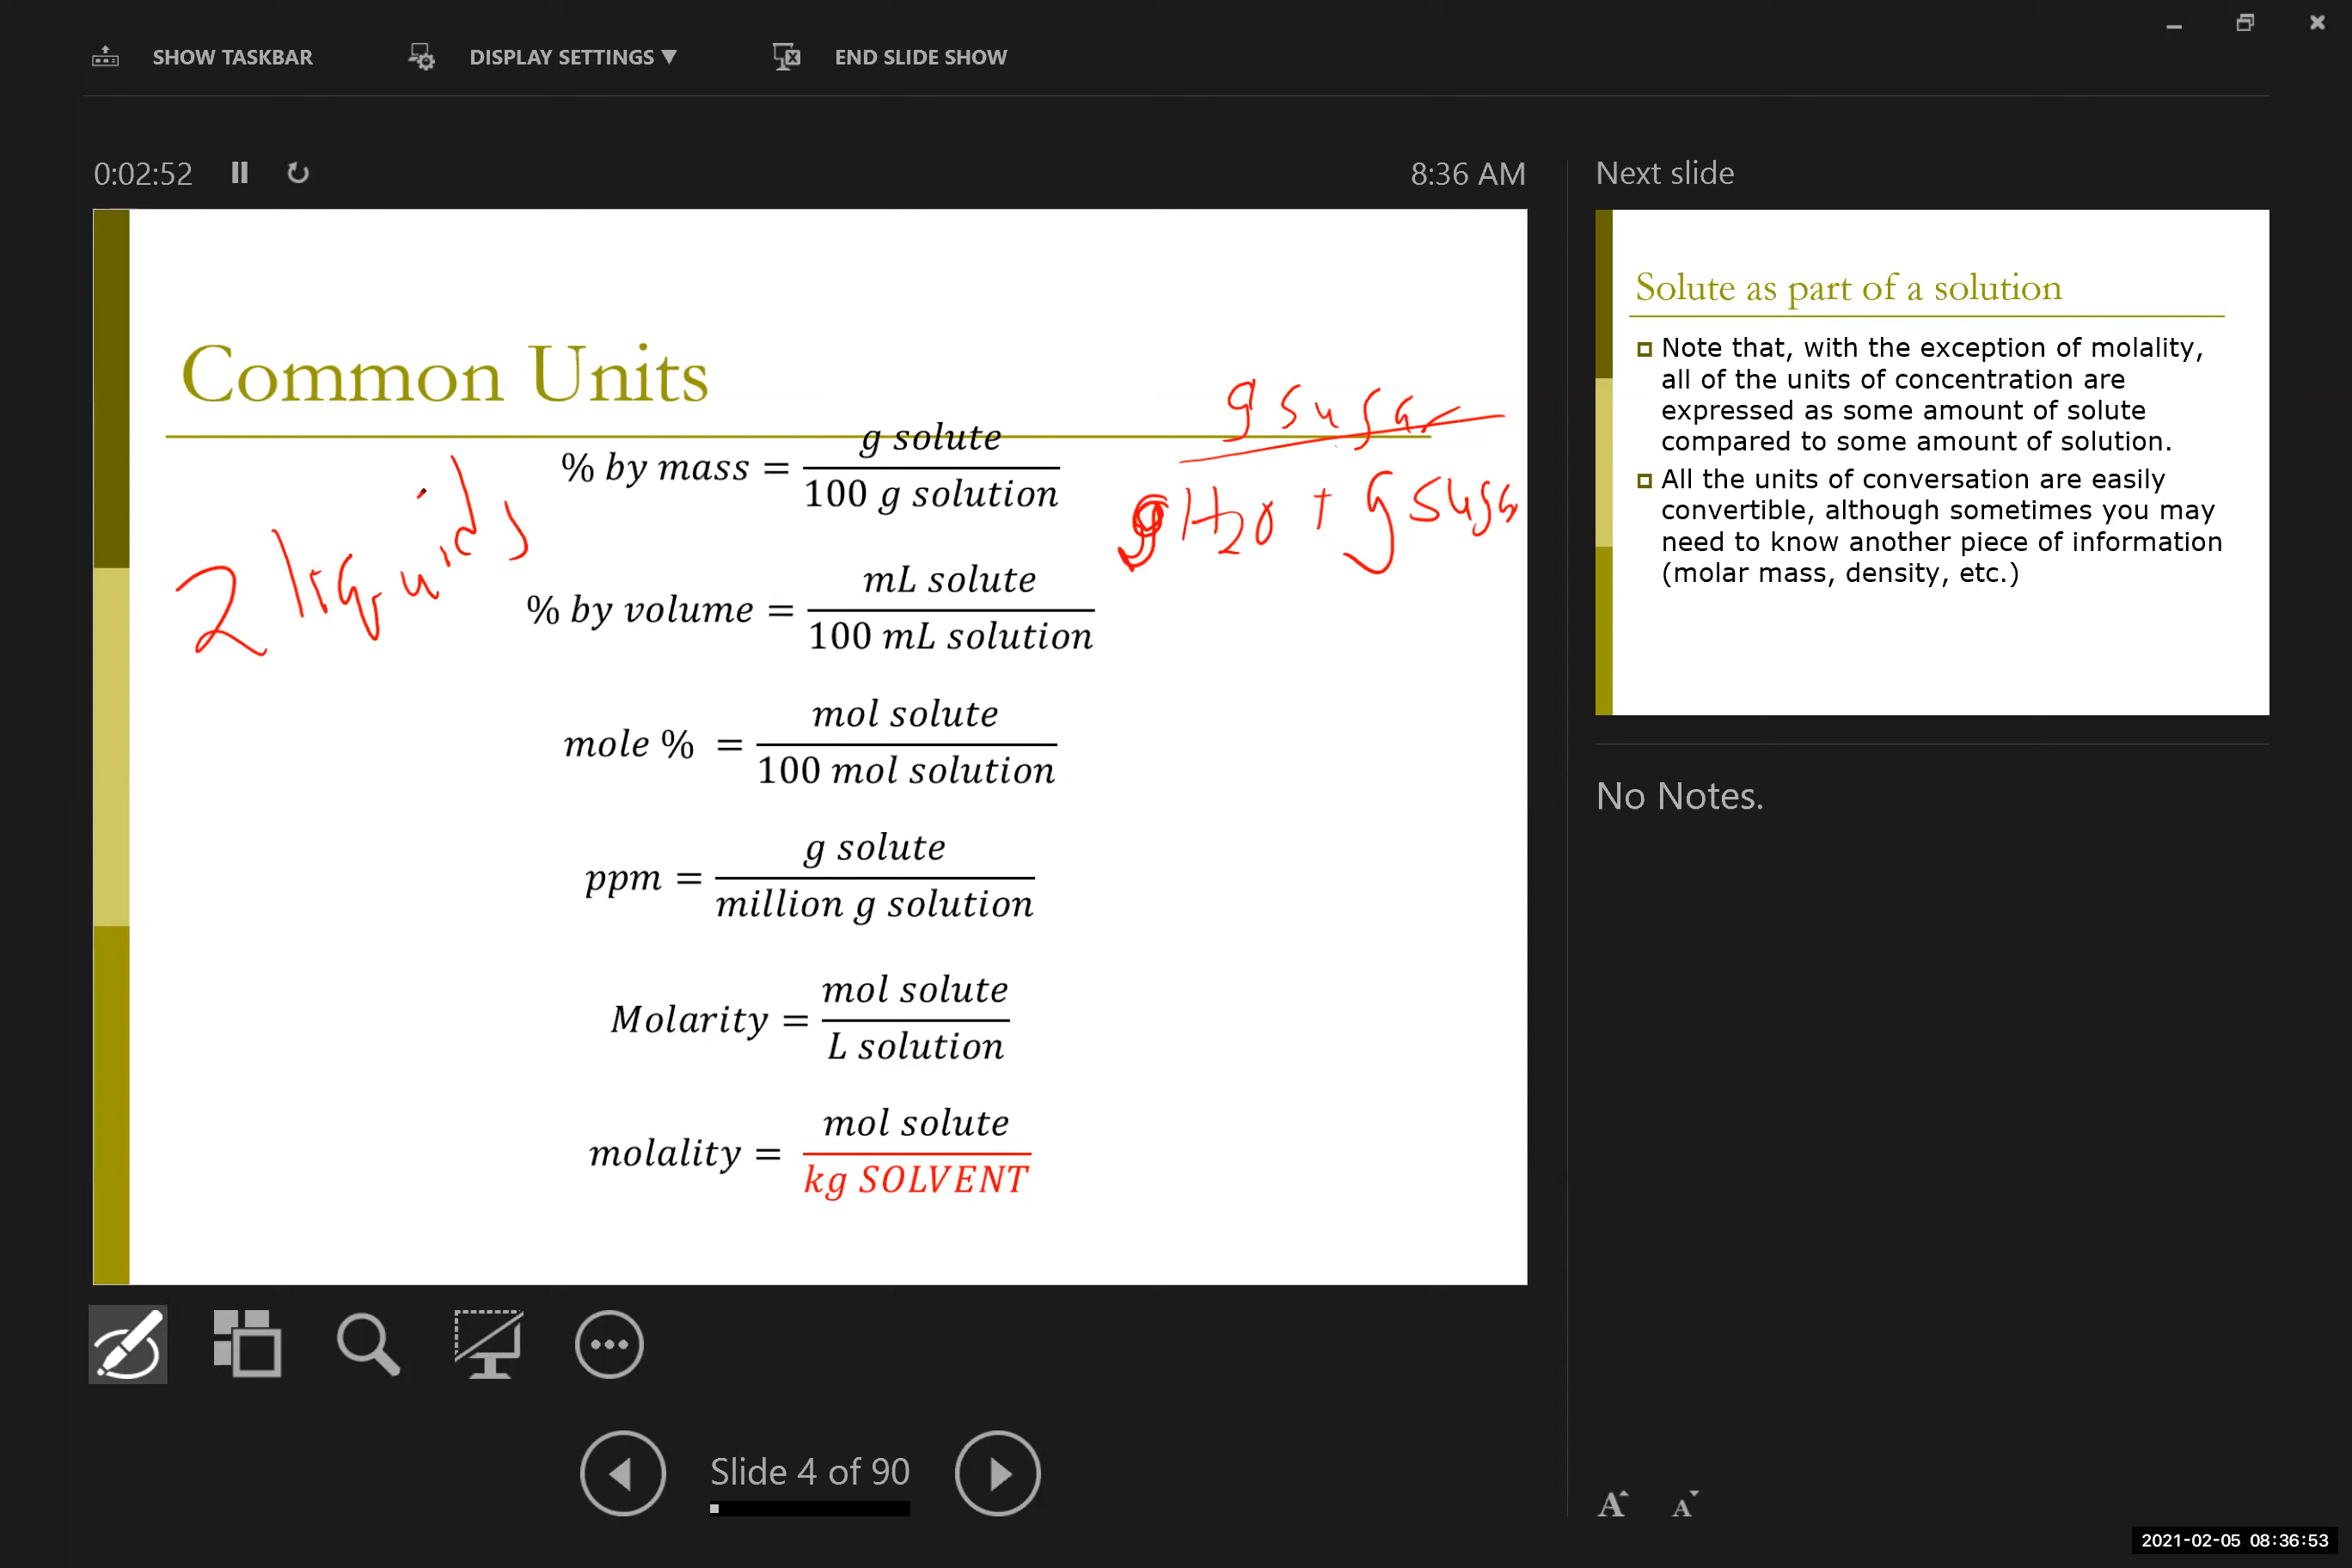 SHOW TASKBAR DISPLAY SETTINGS ▼ END SLIDE SHOW
0:02:52 8:36 AM
Common Units
% by mass = g solute / 100 g solution
g sugar
g H2O + g suga
2 liquids
% by volume = mL solute / 100 mL solution
mole % = mol solute / 100 mol solution
ppm = g solute / million g solution
Molarity = mol solute / L solution
molality = mol solute / kg SOLVENT
Slide 4 of 90
Next slide
Solute as part of a solution
Note that, with the exception of molality,
all of the units of concentration are
expressed as some amount of solute
compared to some amount of solution.
All the units of conversation are easily
convertible, although sometimes you may
need to know another piece of information
(molar mass, density, etc.)
No Notes.
A A
2021-02-05 08:36:53